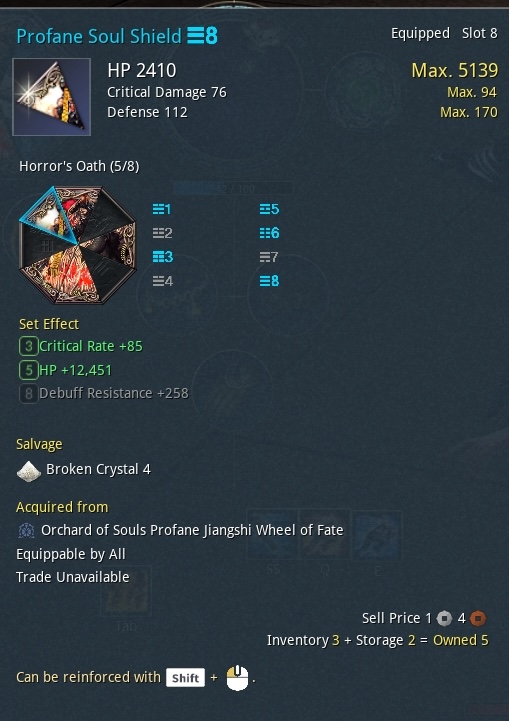 Profane Soul Shield ☰8
Equipped Slot 8
HP 2410
Max. 5139
Critical Damage 76
Max. 94
Defense 112
Max. 170
Horror's Oath (5/8)
☰1 ☵5
☱2 ☵6
☲3 ☶7
☱4 ☰8
Set Effect
3 Critical Rate +85
5 HP +12,451
8 Debuff Resistance +258
Salvage
Broken Crystal 4
Acquired from
Orchard of Souls Profane Jiangshi Wheel of Fate
Equippable by All
Trade Unavailable
Sell Price 1 4
Inventory 3 + Storage 2 = Owned 5
Can be reinforced with Shift + .